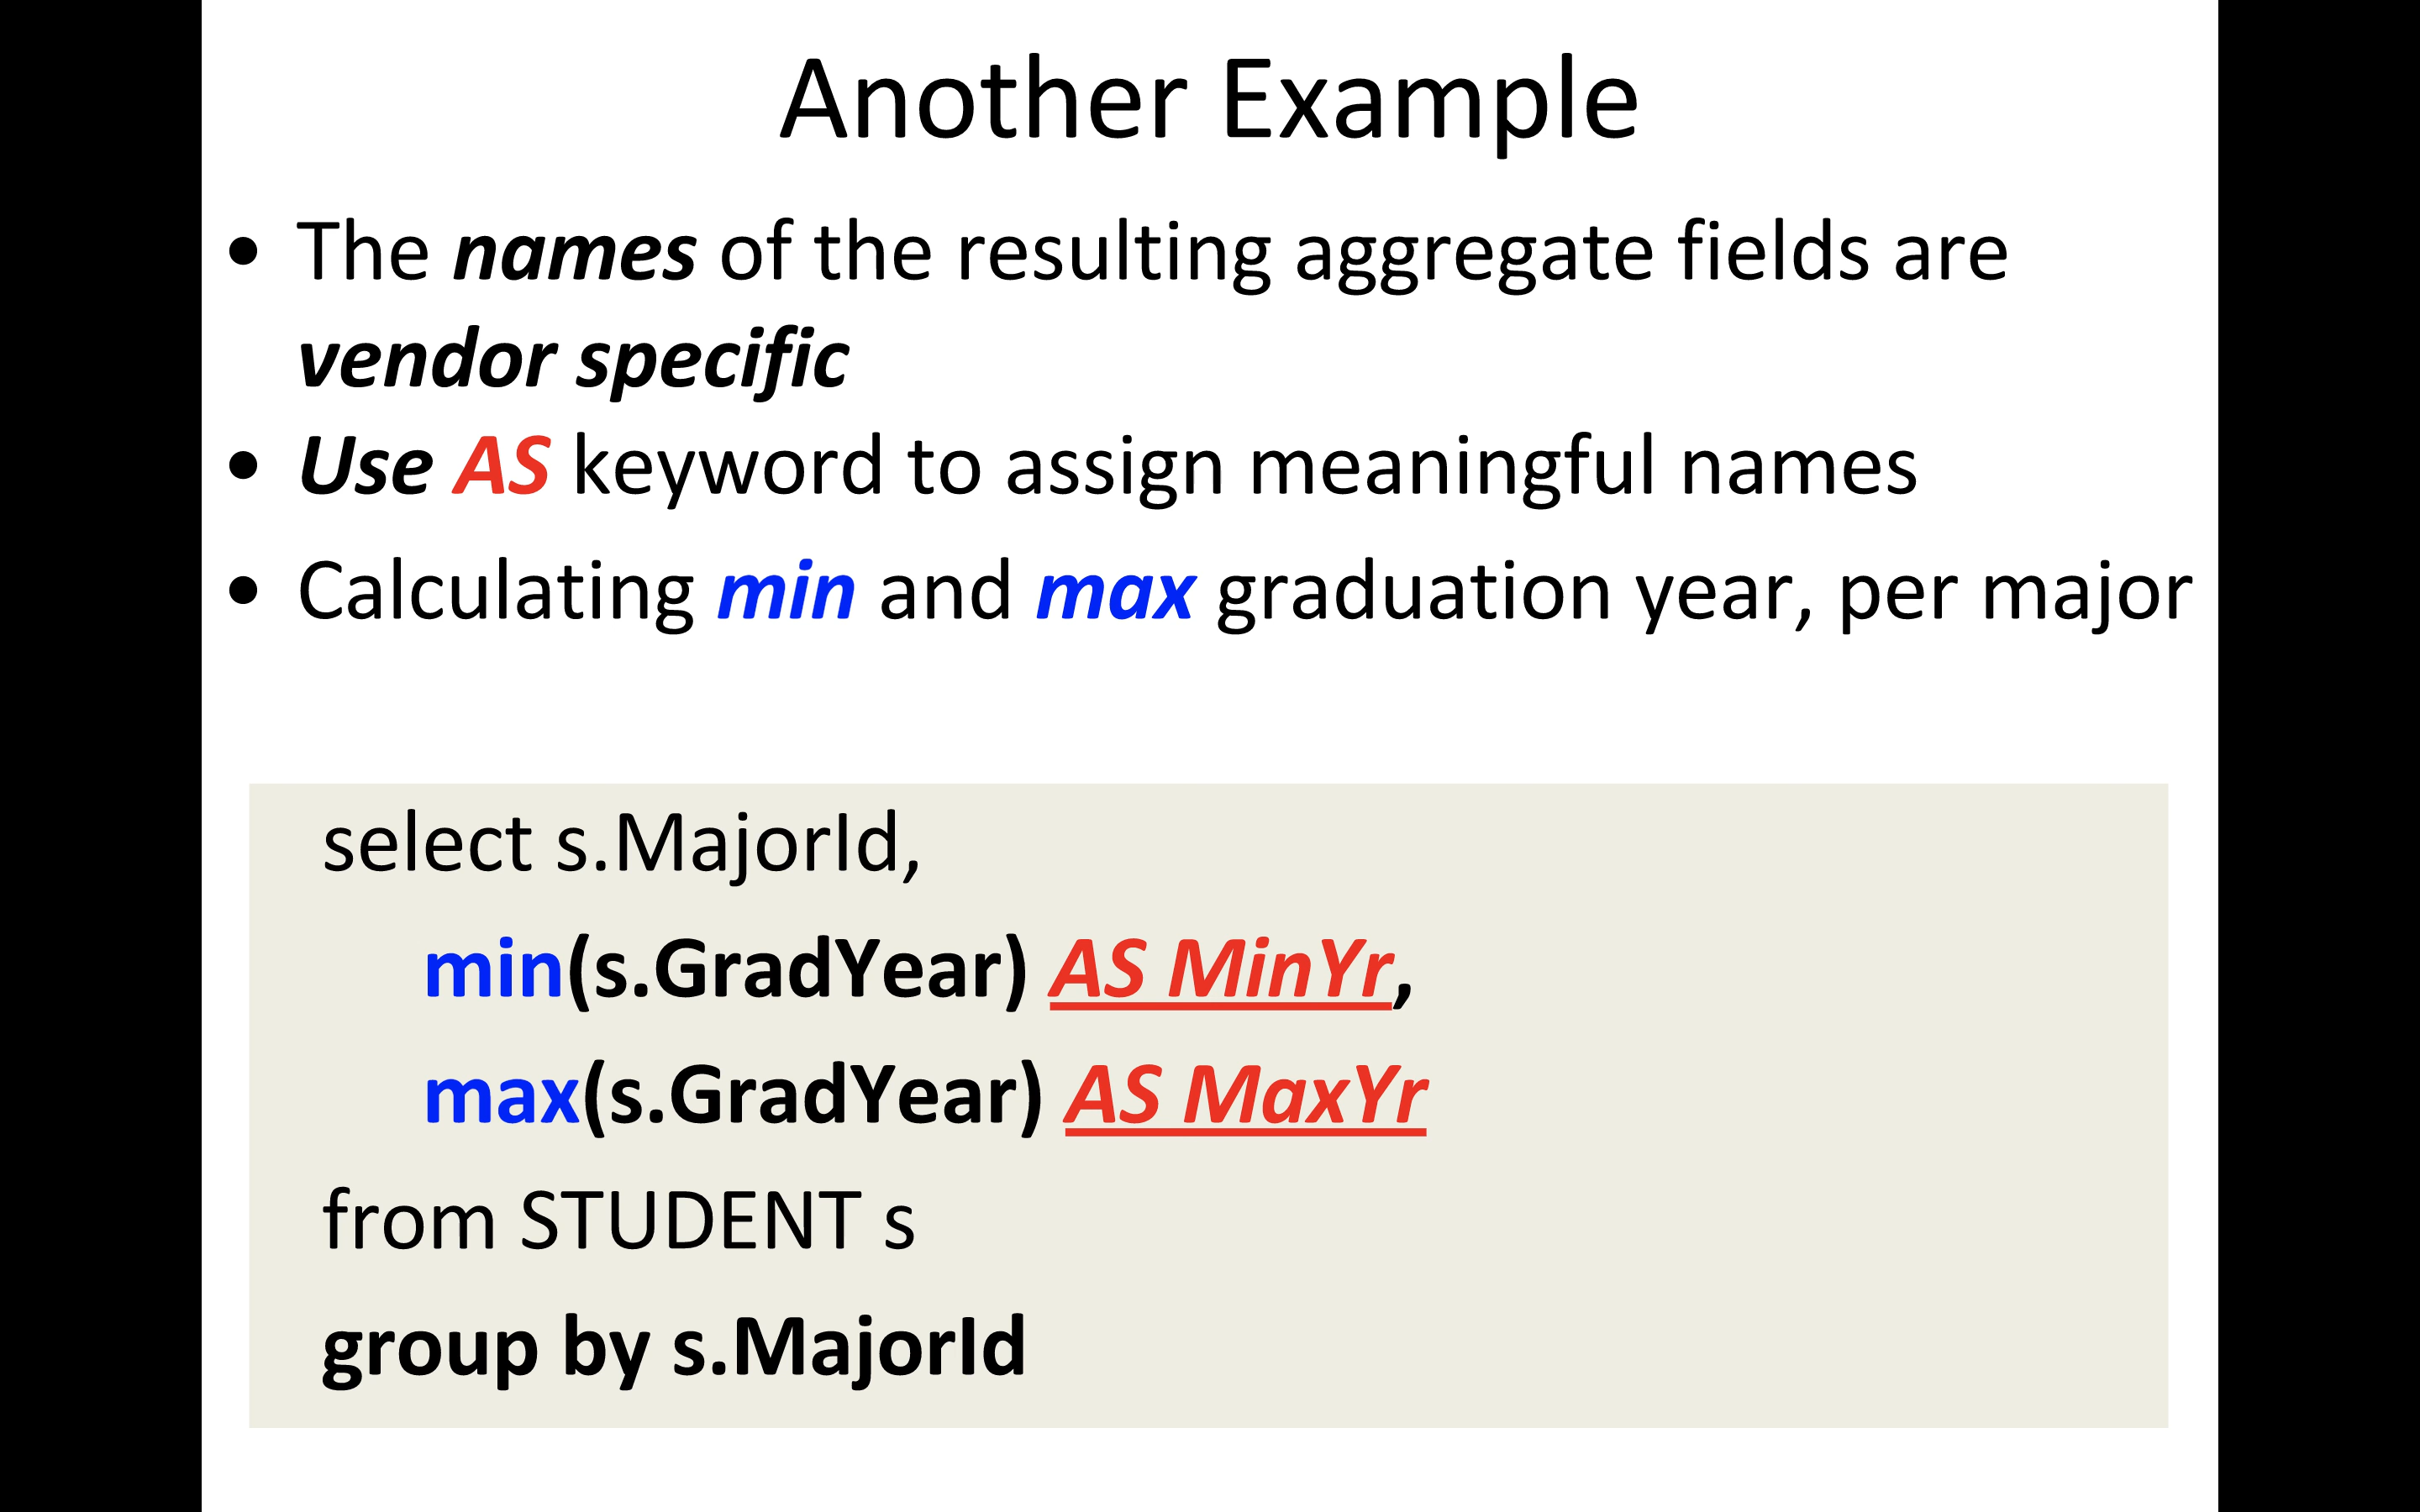 Another Example
• The names of the resulting aggregate fields are
vendor specific
• Use AS keyword to assign meaningful names
• Calculating min and max graduation year, per major
select s.MajorId,
min(s.GradYear) AS MinYr,
max(s.GradYear) AS MaxYr
from STUDENT s
group by s.MajorId